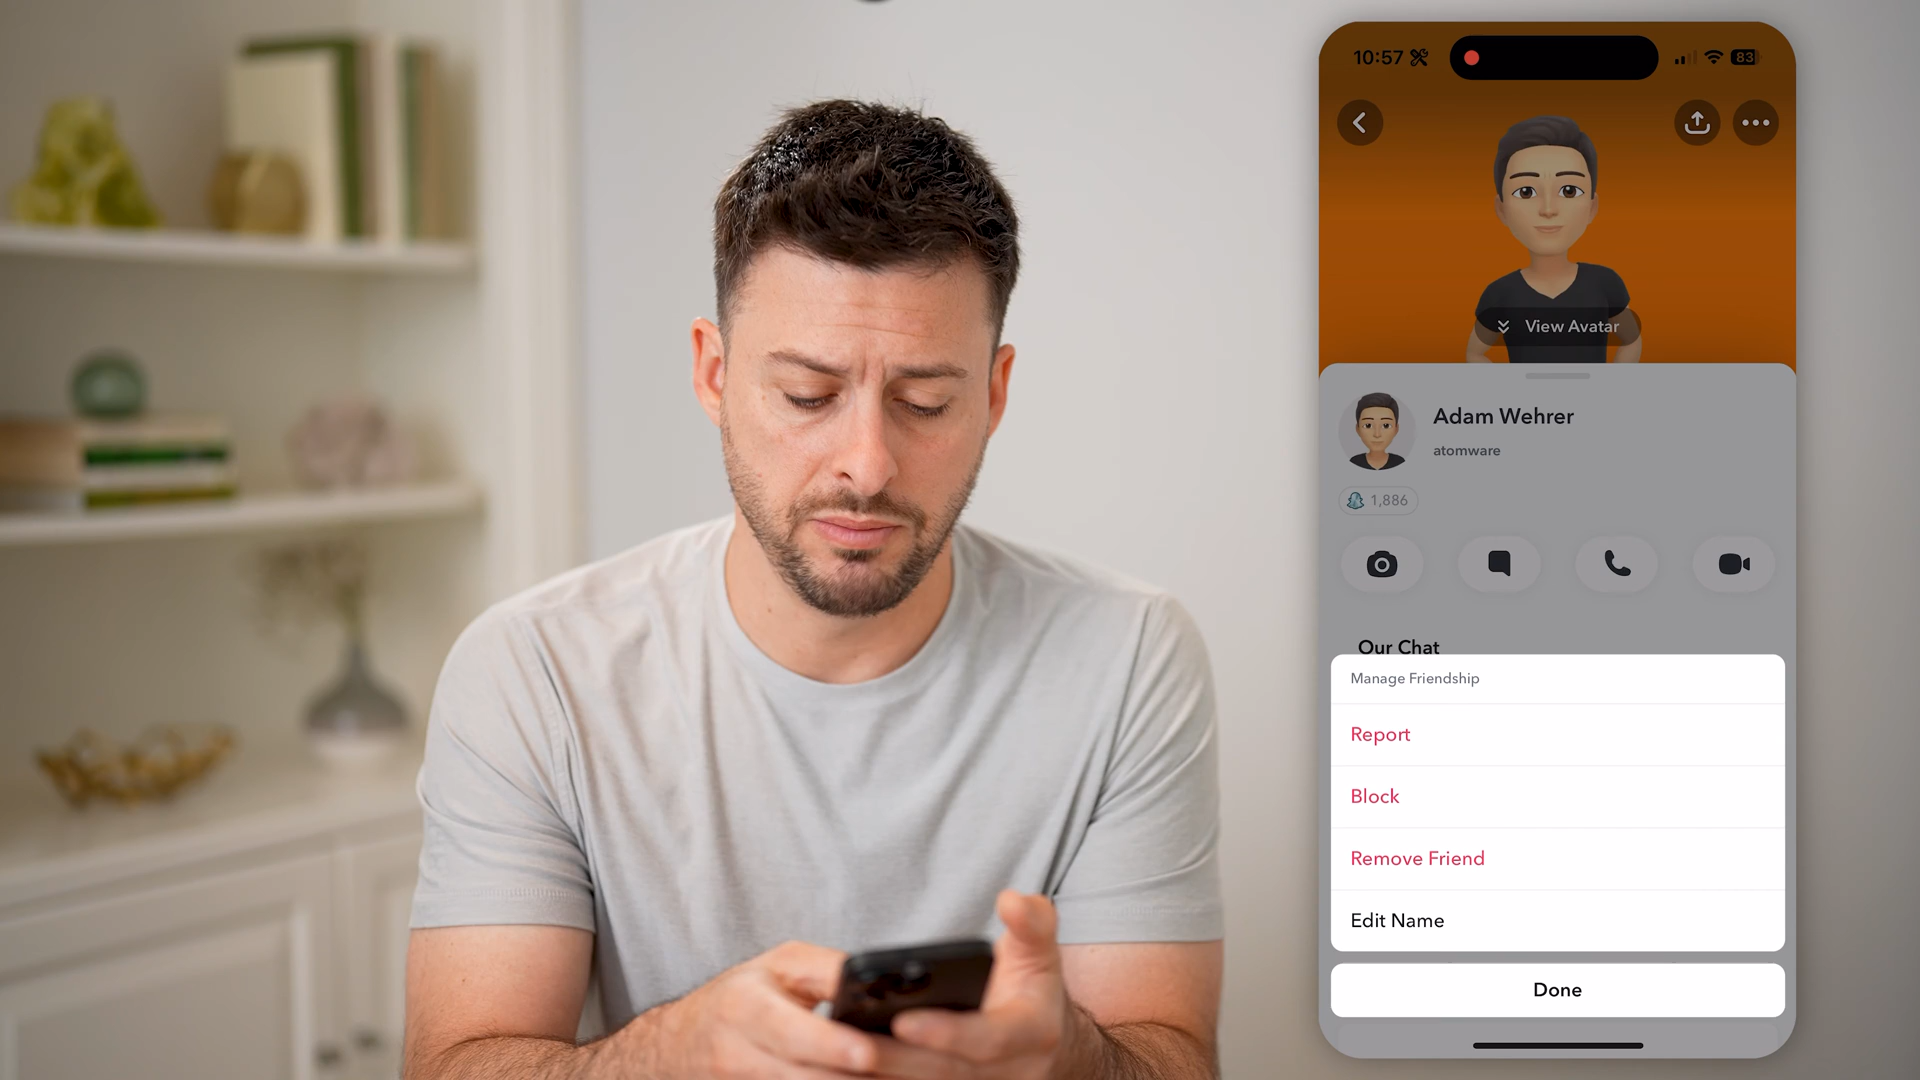 10:57
83
View Avatar
Adam Wehrer
atomware
1,886
Our Chat
Manage Friendship
Report
Block
Remove Friend
Edit Name
Done